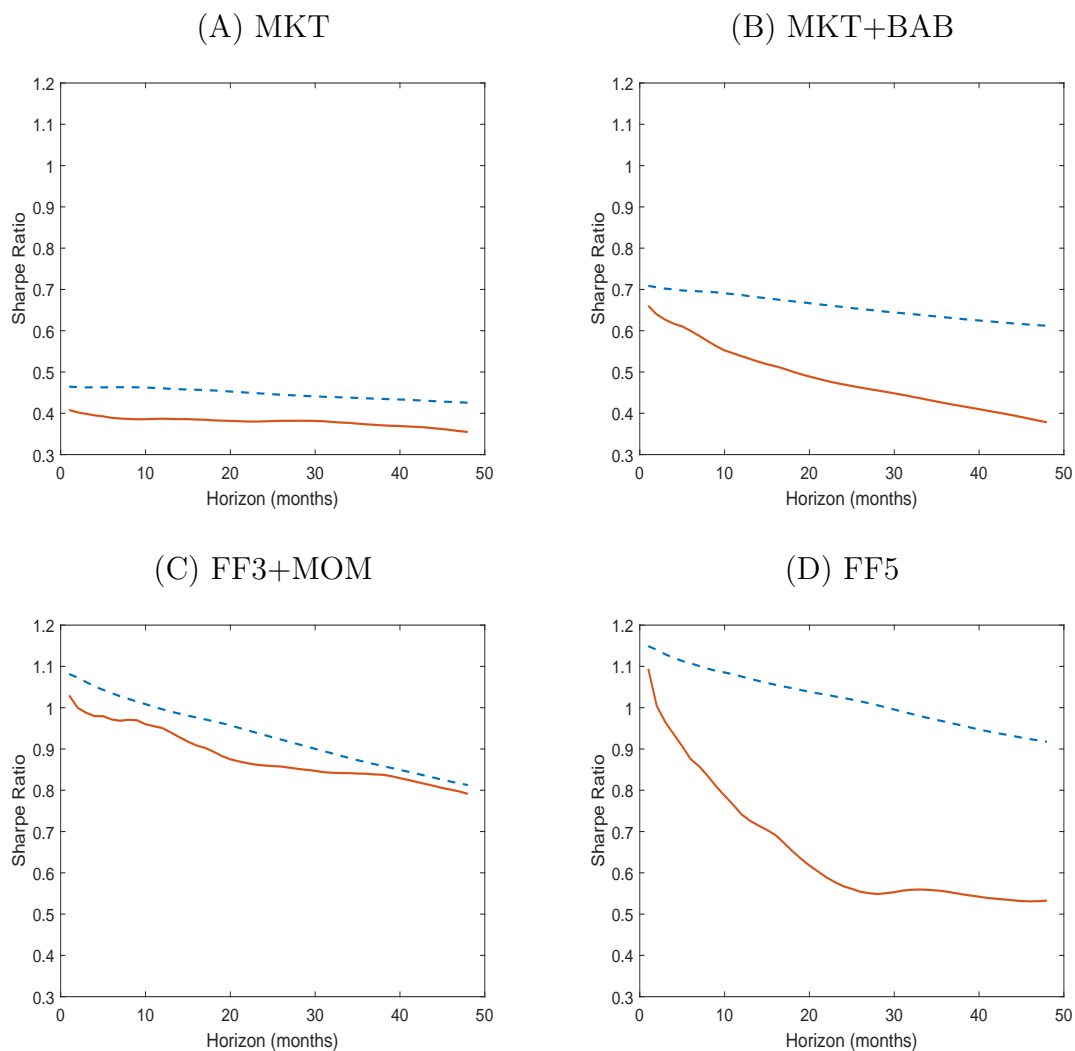 (A) MKT
1.2
1.1
1
0.9
0.8
0.7
0.6
0.5
0.4
0.3
Sharpe Ratio
0 10 20 30 40 50
Horizon (months)
(B) MKT+BAB
1.2
1.1
1
0.9
0.8
0.7
0.6
0.5
0.4
0.3
Sharpe Ratio
0 10 20 30 40 50
Horizon (months)
(C) FF3+MOM
1.2
1.1
1
0.9
0.8
0.7
0.6
0.5
0.4
0.3
Sharpe Ratio
0 10 20 30 40 50
Horizon (months)
(D) FF5
1.2
1.1
1
0.9
0.8
0.7
0.6
0.5
0.4
0.3
Sharpe Ratio
0 10 20 30 40 50
Horizon (months)